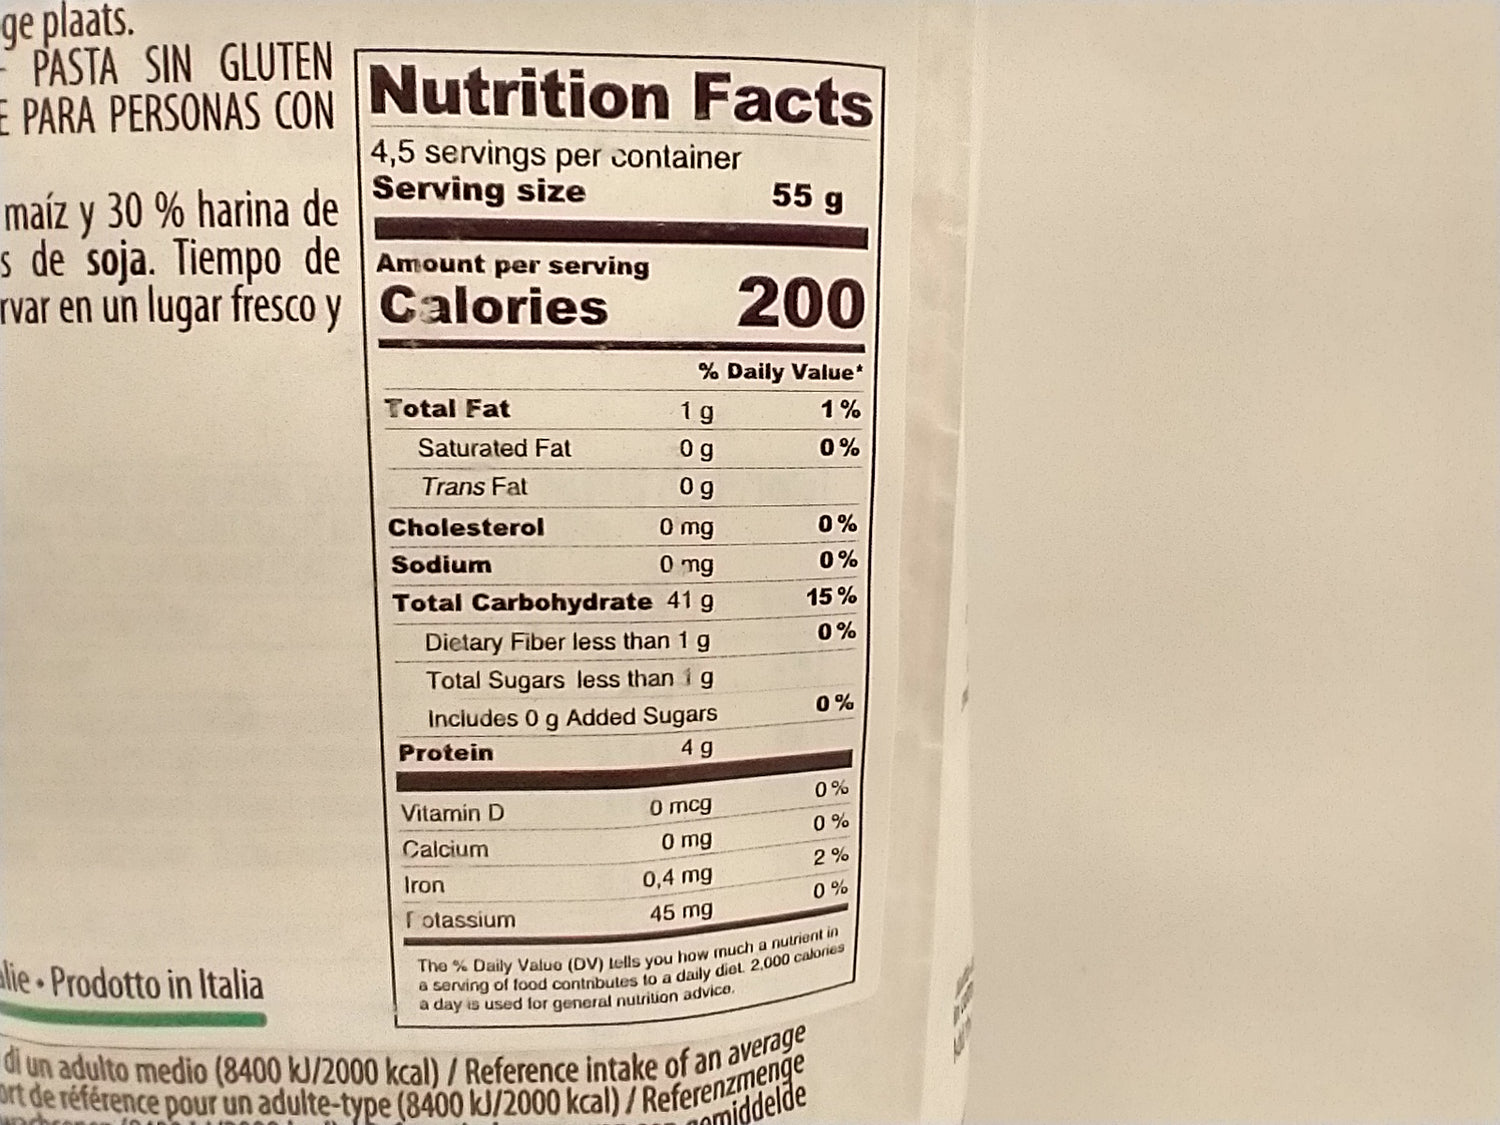 ge plaats.
- PASTA SIN GLUTEN
E PARA PERSONAS CON
maíz y 30 % harina de
s de soja. Tiempo de
rvar en un lugar fresco y
Nutrition Facts
4,5 servings per container
Serving size 55 g
Amount per serving
Calories 200
% Daily Value*
Total Fat 1 g 1 %
Saturated Fat 0 g 0 %
Trans Fat 0 g
Cholesterol 0 mg 0 %
Sodium 0 mg 0 %
Total Carbohydrate 41 g 15 %
Dietary Fiber less than 1 g 0 %
Total Sugars less than 1 g
Includes 0 g Added Sugars 0 %
Protein 4 g
Vitamin D 0 mcg 0 %
Calcium 0 mg 0 %
Iron 0,4 mg 2 %
Potassium 45 mg 0 %
The % Daily Value (DV) tells you how much a nutrient in
a serving of food contributes to a daily diet. 2,000 calories
a day is used for general nutrition advice.
alie • Prodotto in Italia
di un adulto medio (8400 kJ/2000 kcal) / Reference intake of an average
ort de référence pour un adulte-type (8400 kJ/2000 kcal) / Referenzmenge
gemiddelde